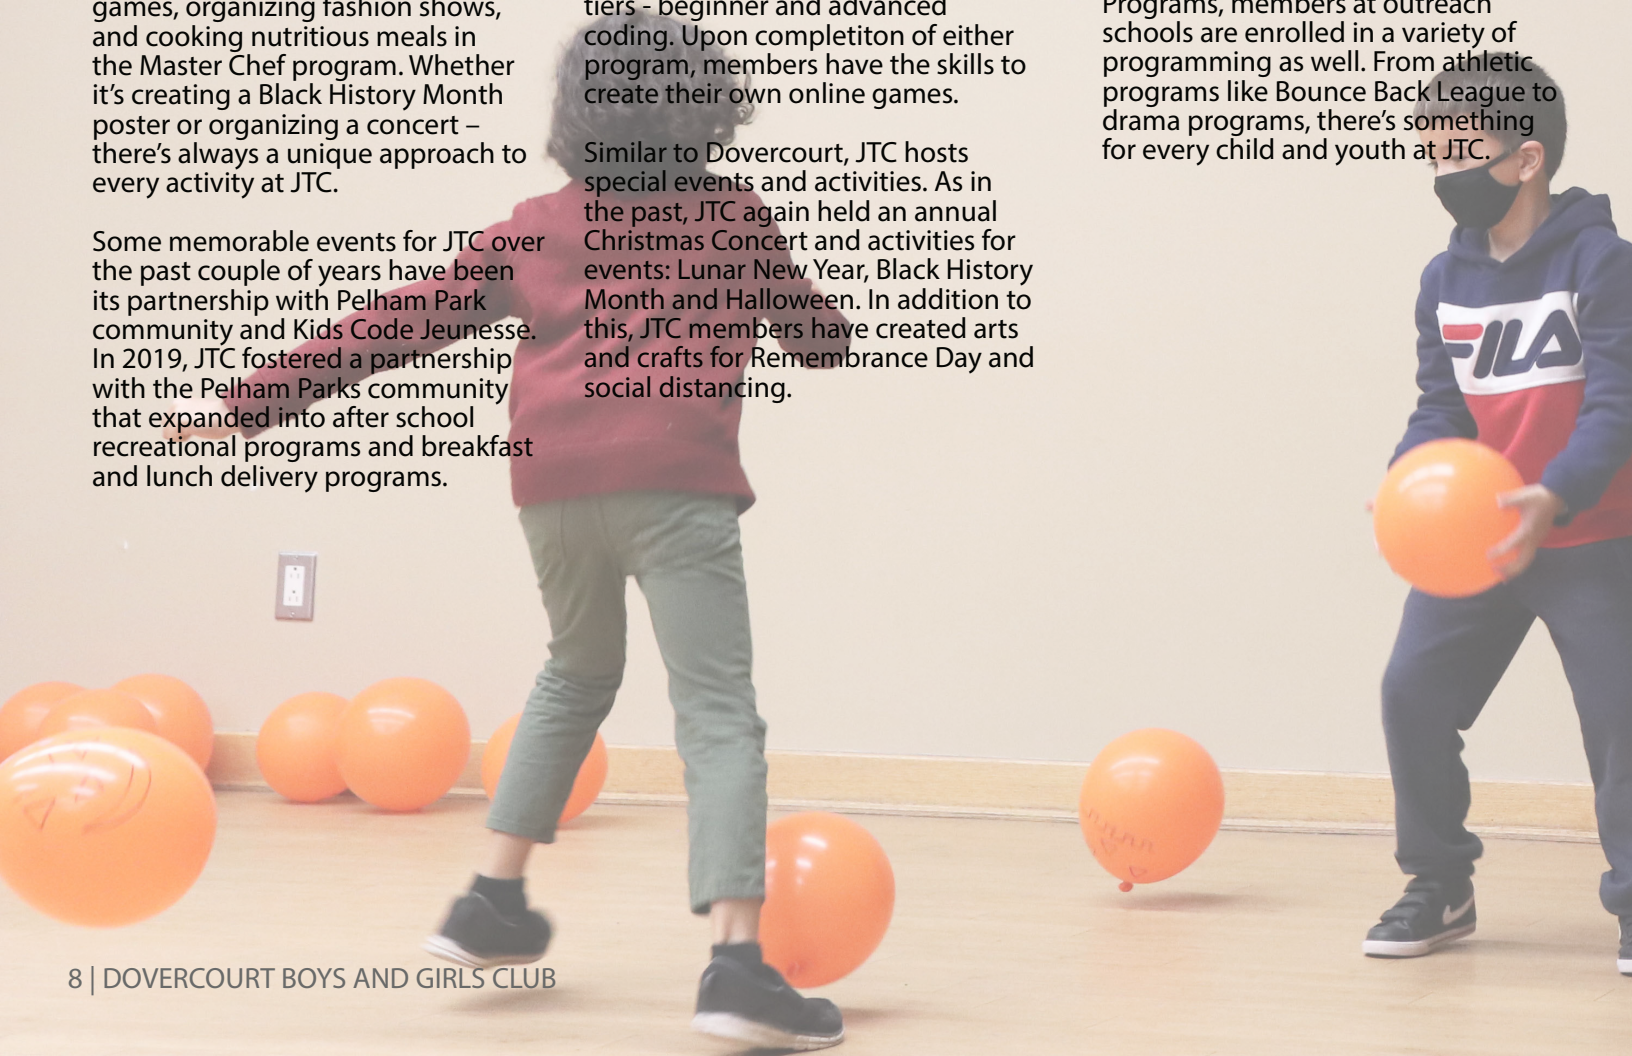 games, organizing fashion shows,
and cooking nutritious meals in
the Master Chef program. Whether
it's creating a Black History Month
poster or organizing a concert –
there's always a unique approach to
every activity at JTC.
Some memorable events for JTC over
the past couple of years have been
its partnership with Pelham Park
community and Kids Code Jeunesse.
In 2019, JTC fostered a partnership
with the Pelham Parks community
that expanded into after school
recreational programs and breakfast
and lunch delivery programs.
tiers - beginner and advanced
coding. Upon completiton of either
program, members have the skills to
create their own online games.
Similar to Dovercourt, JTC hosts
special events and activities. As in
the past, JTC again held an annual
Christmas Concert and activities for
events: Lunar New Year, Black History
Month and Halloween. In addition to
this, JTC members have created arts
and crafts for Remembrance Day and
social distancing.
Programs, members at outreach
schools are enrolled in a variety of
programming as well. From athletic
programs like Bounce Back League to
drama programs, there's something
for every child and youth at JTC.
FILA
8 | DOVERCOURT BOYS AND GIRLS CLUB